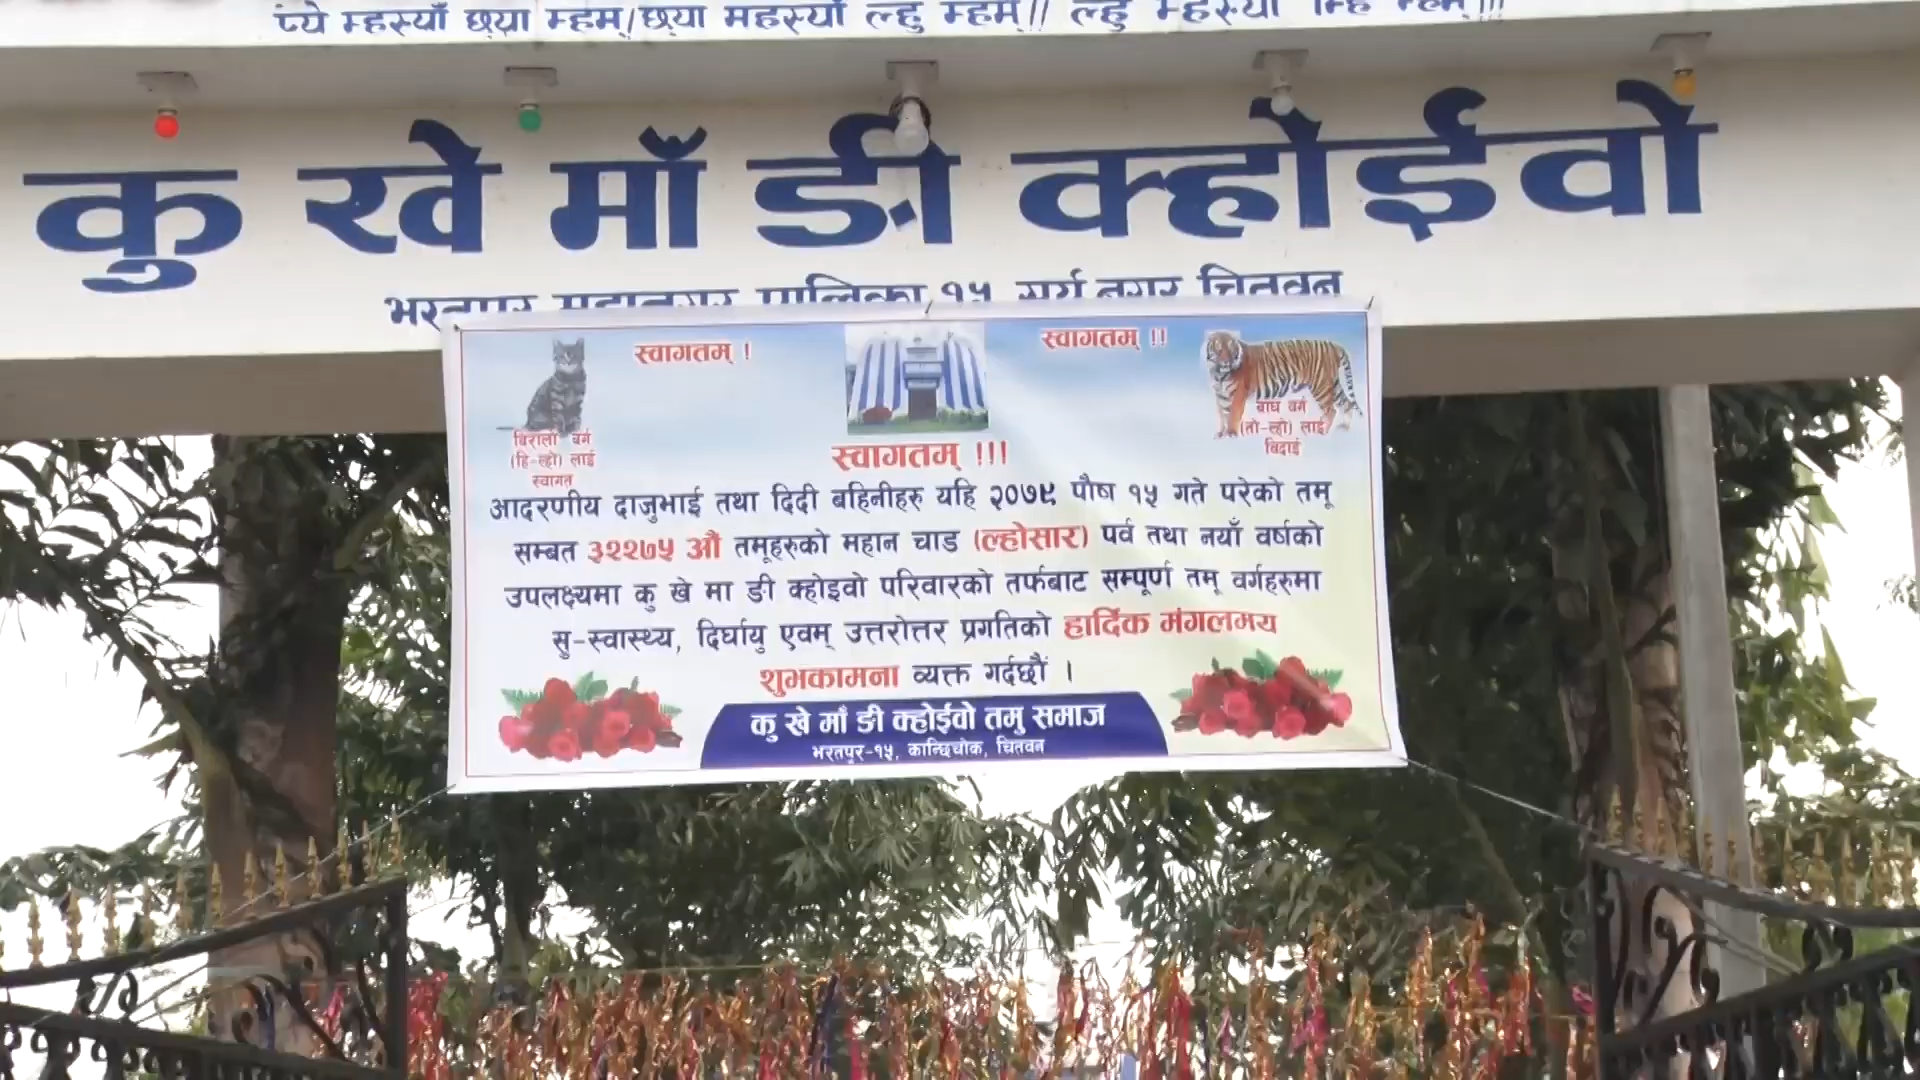 छ्या म्हम्/छ्या महस्याँ ल्हु म्हम्// ल्हु
कु खे माँ ङी क्होईवो
भरतपुर महानगर पालिका १५ सूर्य नगर चितवन
स्वागतम् !
स्वागतम् !!
बिरालो वर्ग
(हि-ल्हो) लाई
स्वागत
बाघ वर्ग
(तो-ल्हो) लाई
बिदाई
स्वागतम् !!!
आदरणीय दाजुभाई तथा दिदी बहिनीहरु यहि २०७९ पौष १५ गते परेको तमू
सम्बत ३२२७५ औ तमूहरुको महान चाड (ल्होसार) पर्व तथा नयाँ वर्षको
उपलक्ष्यमा कु खे मा ङी क्होइवो परिवारको तर्फबाट सम्पूर्ण तमू वर्गहरुमा
सु-स्वास्थ्य, दिर्घायु एवम् उत्तरोत्तर प्रगतिको हार्दिक मंगलमय
शुभकामना व्यक्त गर्दछौं ।
कु खे माँ ङी क्होईवो तमु समाज
भरतपुर-१५, कान्छिचोक, चितवन